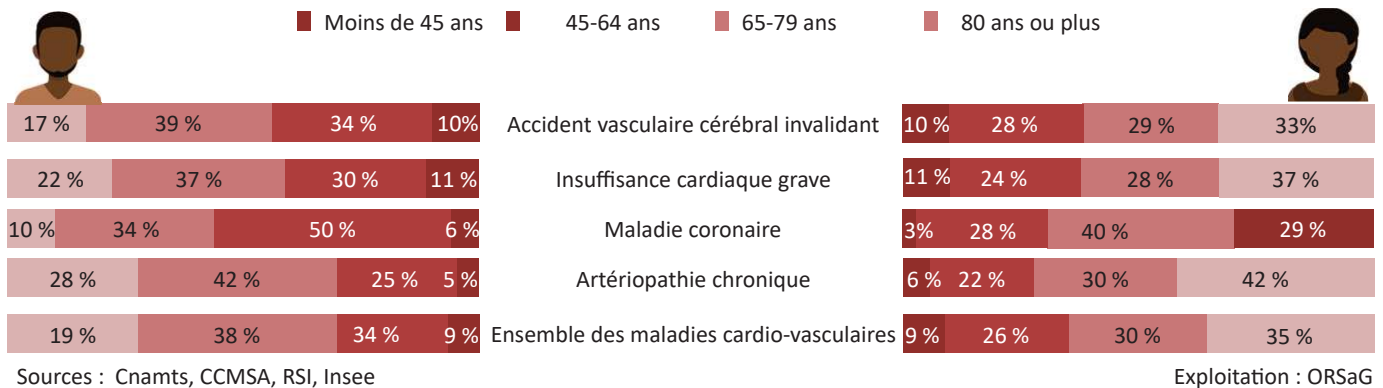 Moins de 45 ans 45-64 ans 65-79 ans 80 ans ou plus
17 % 39 % 34 % 10% Accident vasculaire cérébral invalidant 10 % 28 % 29 % 33%
22 % 37 % 30 % 11 % Insuffisance cardiaque grave 11 % 24 % 28 % 37 %
10 % 34 % 50 % 6 % Maladie coronaire 3% 28 % 40 % 29 %
28 % 42 % 25 % 5 % Artériopathie chronique 6 % 22 % 30 % 42 %
19 % 38 % 34 % 9 % Ensemble des maladies cardio-vasculaires 9 % 26 % 30 % 35 %
Sources : Cnamts, CCMSA, RSI, Insee Exploitation : ORSaG